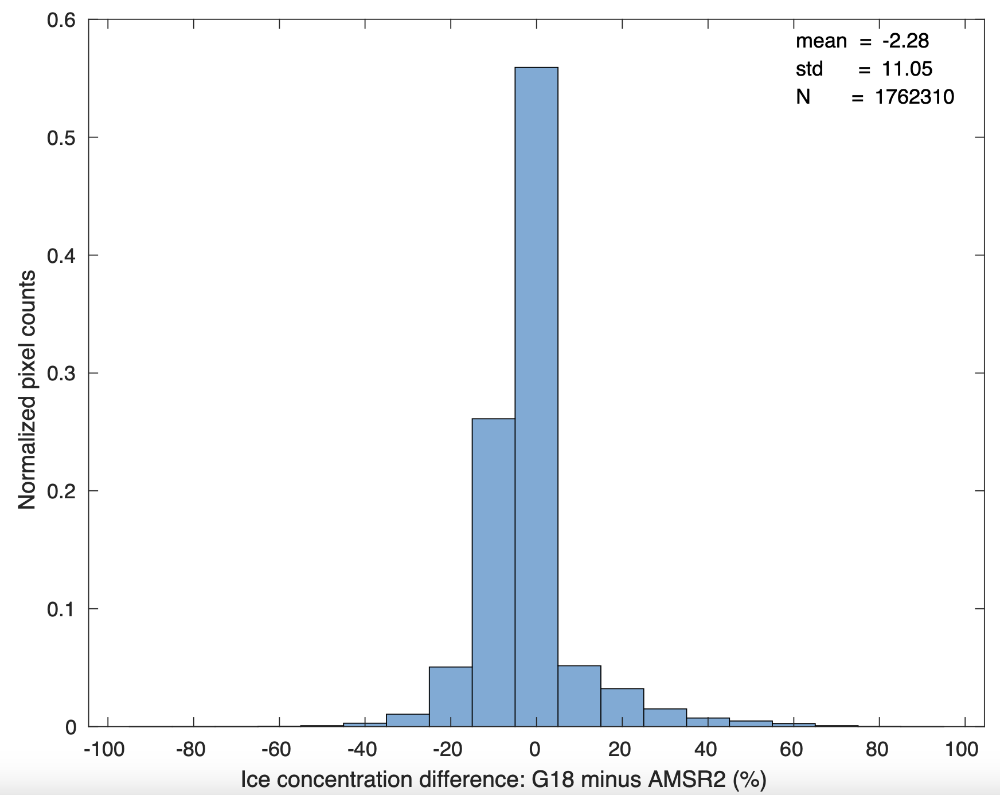 0.6
mean = -2.28
std = 11.05
N = 1762310
0.5
0.4
0.3
0.2
0.1
0
Normalized pixel counts
-100 -80 -60 -40 -20 0 20 40 60 80 100
Ice concentration difference: G18 minus AMSR2 (%)